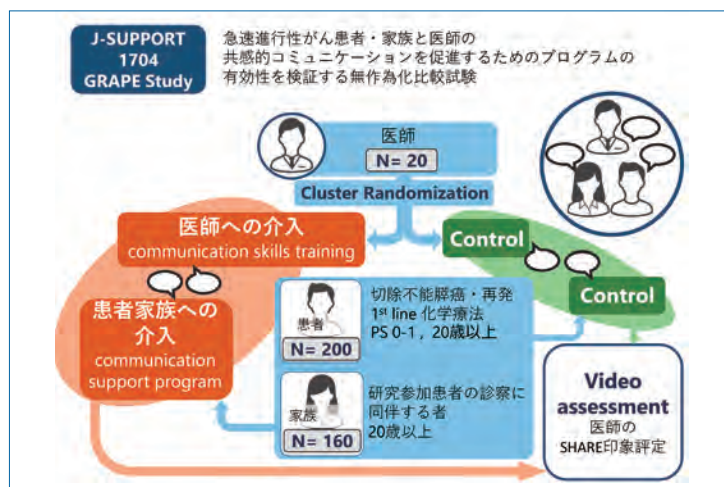 J-SUPPORT
1704
GRAPE Study
急速進行性がん患者・家族と医師の
共感的コミュニケーションを促進するためのプログラムの
有効性を検証する無作為化比較試験
医師
N= 20
Cluster Randomization
医師への介入
communication skills training
Control
Control
患者家族への
介入
communication
support program
患者
N= 200
切除不能膵癌・再発
1st line 化学療法
PS 0-1 , 20歳以上
家族
N= 160
研究参加患者の診察に
同伴する者
20歳以上
Video
assessment
医師の
SHARE印象評定